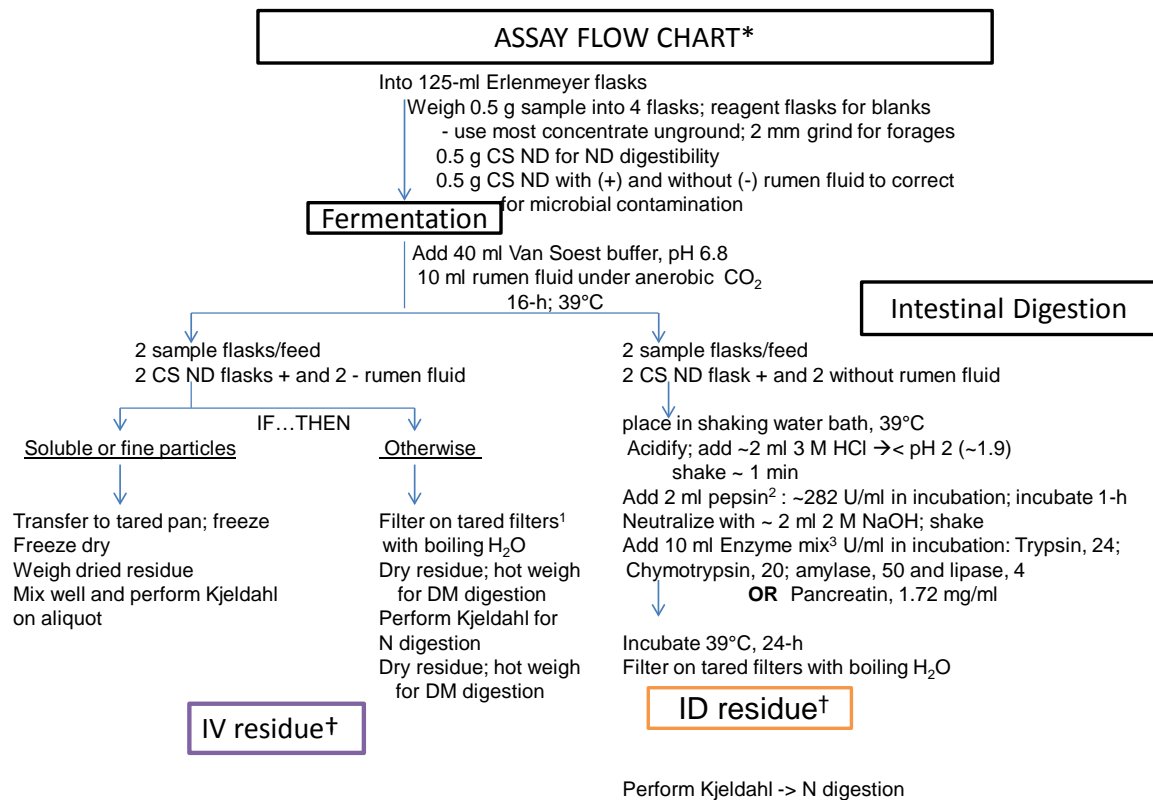 ASSAY FLOW CHART*
Into 125-ml Erlenmeyer flasks
Weigh 0.5 g sample into 4 flasks; reagent flasks for blanks
- use most concentrate unground; 2 mm grind for forages
0.5 g CS ND for ND digestibility
0.5 g CS ND with (+) and without (-) rumen fluid to correct
for microbial contamination
Fermentation
Add 40 ml Van Soest buffer, pH 6.8
10 ml rumen fluid under anerobic CO₂
16-h; 39°C
Intestinal Digestion
2 sample flasks/feed
2 CS ND flasks + and 2 - rumen fluid
IF…THEN
Soluble or fine particles
Transfer to tared pan; freeze
Freeze dry
Weigh dried residue
Mix well and perform Kjeldahl
on aliquot
Otherwise
Filter on tared filters¹
with boiling H₂O
Dry residue; hot weigh
for DM digestion
Perform Kjeldahl for
N digestion
Dry residue; hot weigh
for DM digestion
IV residue†
2 sample flasks/feed
2 CS ND flask + and 2 without rumen fluid
place in shaking water bath, 39°C
Acidify; add ~2 ml 3 M HCl →< pH 2 (~1.9)
shake ~ 1 min
Add 2 ml pepsin² : ~282 U/ml in incubation; incubate 1-h
Neutralize with ~ 2 ml 2 M NaOH; shake
Add 10 ml Enzyme mix³ U/ml in incubation: Trypsin, 24;
Chymotrypsin, 20; amylase, 50 and lipase, 4
OR Pancreatin, 1.72 mg/ml
Incubate 39°C, 24-h
Filter on tared filters with boiling H₂O
ID residue†
Perform Kjeldahl -> N digestion